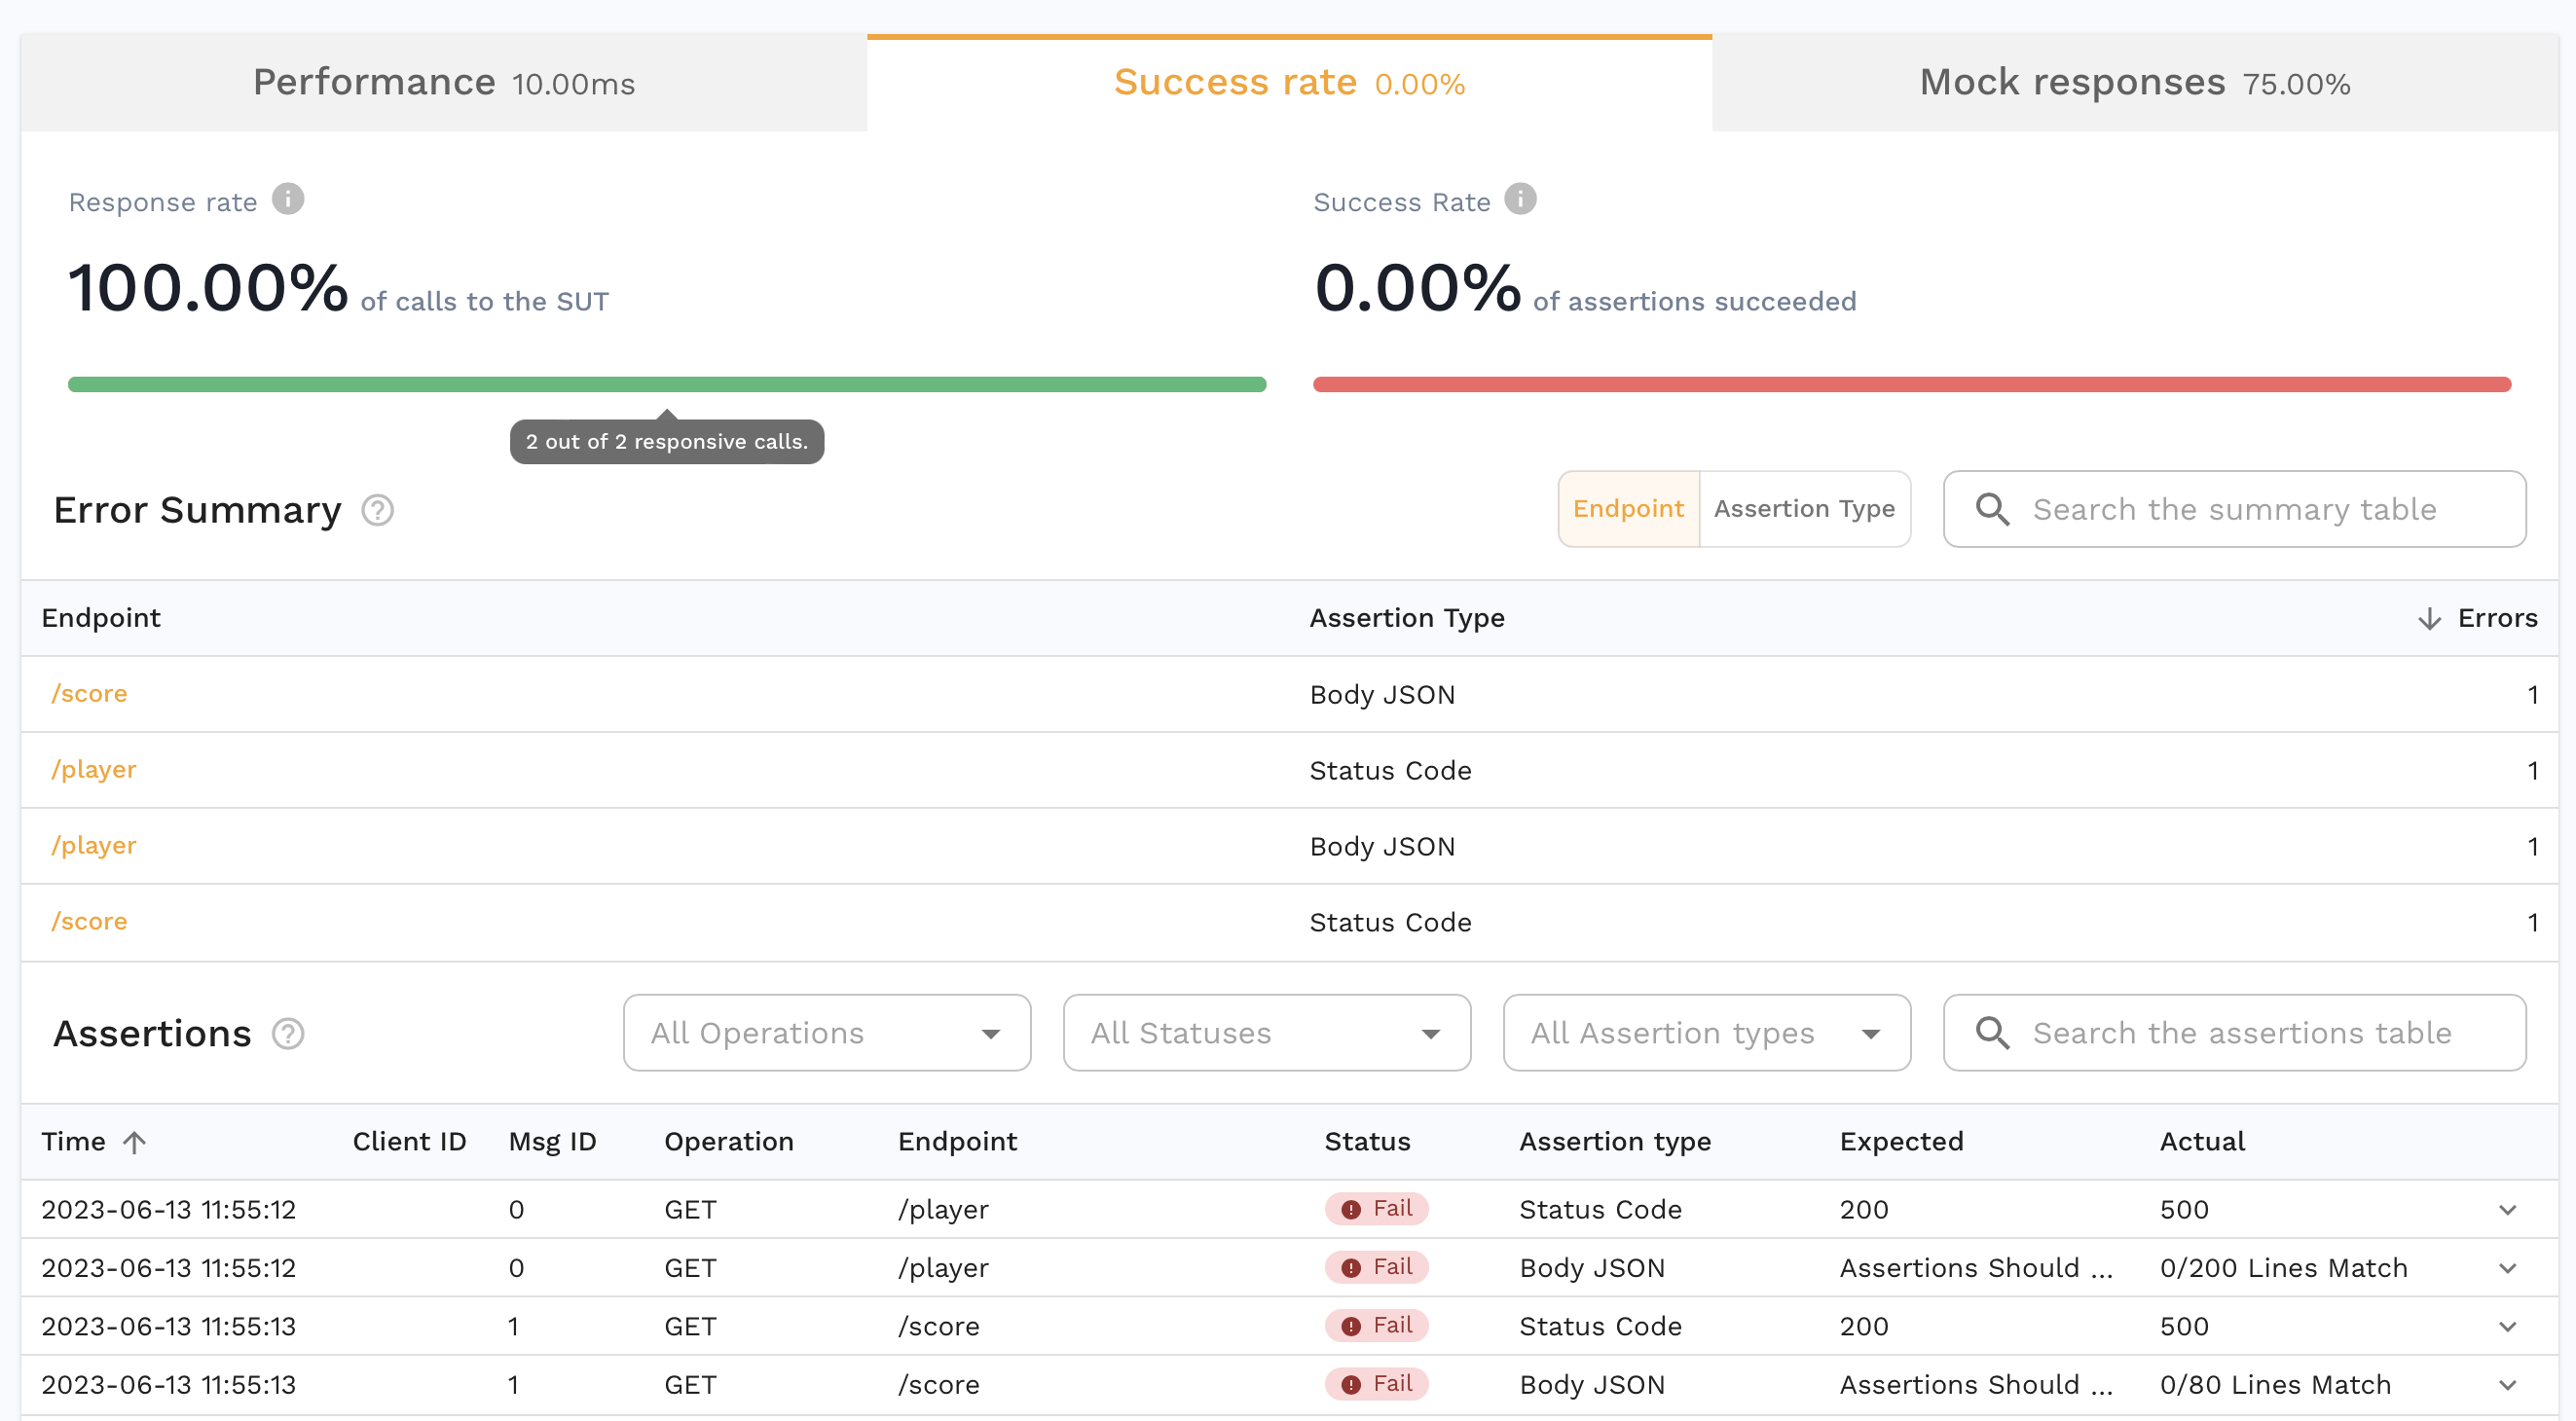 Performance 10.00ms
Success rate 0.00%
Mock responses 75.00%
Response rate
Success Rate
100.00% of calls to the SUT
0.00% of assertions succeeded
2 out of 2 responsive calls.
Error Summary
Endpoint Assertion Type
Search the summary table
Endpoint Assertion Type Errors
/score Body JSON 1
/player Status Code 1
/player Body JSON 1
/score Status Code 1
Assertions
All Operations
All Statuses
All Assertion types
Search the assertions table
Time Client ID Msg ID Operation Endpoint Status Assertion type Expected Actual
2023-06-13 11:55:12 0 GET /player Fail Status Code 200 500
2023-06-13 11:55:12 0 GET /player Fail Body JSON Assertions Should ... 0/200 Lines Match
2023-06-13 11:55:13 1 GET /score Fail Status Code 200 500
2023-06-13 11:55:13 1 GET /score Fail Body JSON Assertions Should ... 0/80 Lines Match